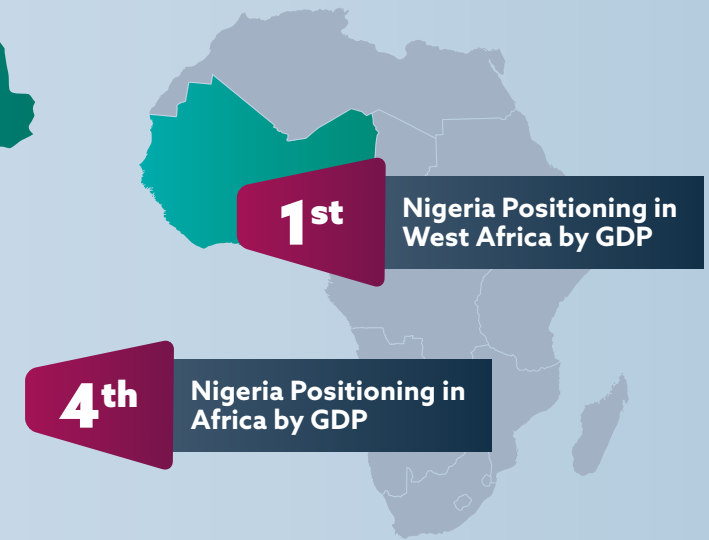 1st
Nigeria Positioning in
West Africa by GDP
4th
Nigeria Positioning in
Africa by GDP